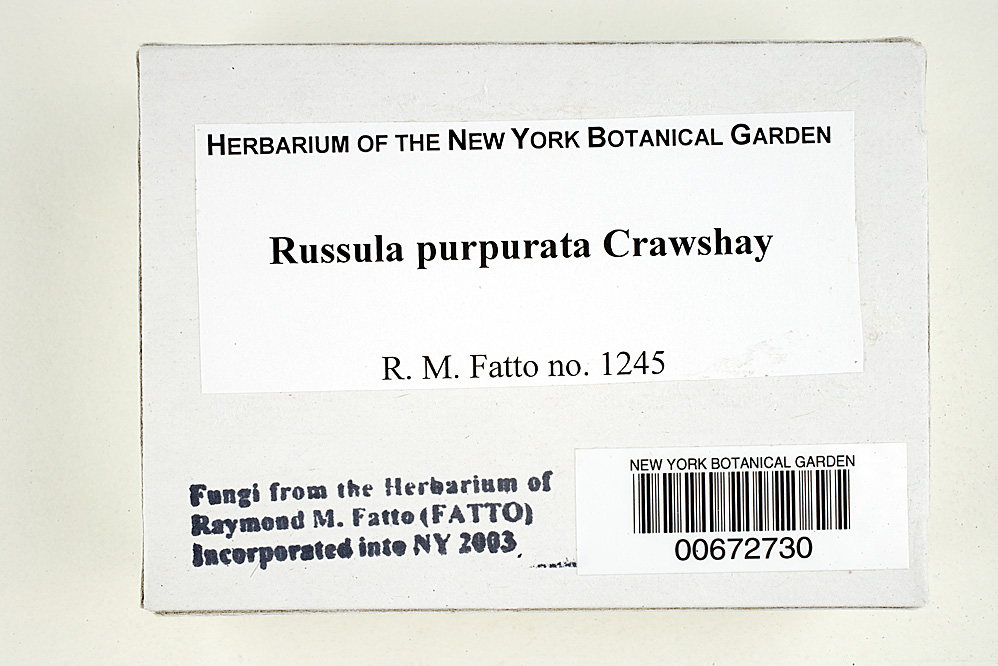 HERBARIUM OF THE NEW YORK BOTANICAL GARDEN
Russula purpurata Crawshay
R. M. Fatto no. 1245
Fungi from the Herbarium of
Raymond M. Fatto (FATTO)
Incorporated into NY 2003.
NEW YORK BOTANICAL GARDEN
00672730